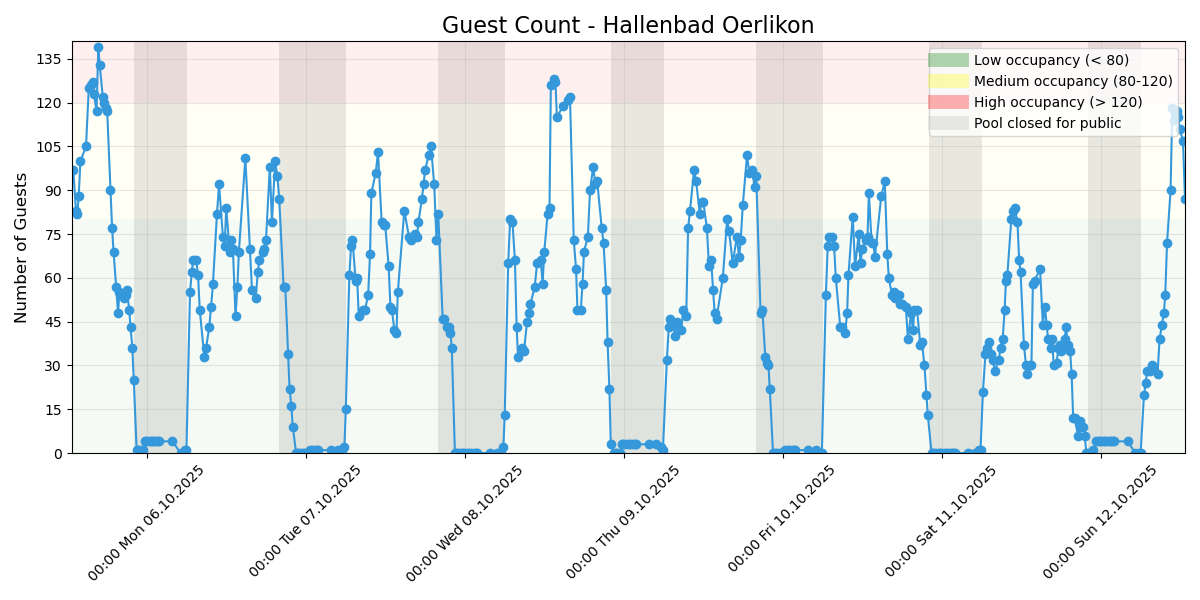 Guest Count - Hallenbad Oerlikon
Number of Guests
135
120
105
90
75
60
45
30
15
0
Low occupancy (< 80)
Medium occupancy (80-120)
High occupancy (> 120)
Pool closed for public
00:00 Mon 06.10.2025
00:00 Tue 07.10.2025
00:00 Wed 08.10.2025
00:00 Thu 09.10.2025
00:00 Fri 10.10.2025
00:00 Sat 11.10.2025
00:00 Sun 12.10.2025